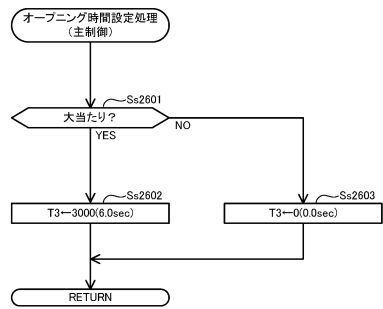 オープニング時間設定処理
(主制御)
Ss2601
大当たり?
YES
NO
Ss2602
T3←3000(6.0sec)
Ss2603
T3←0(0.0sec)
RETURN